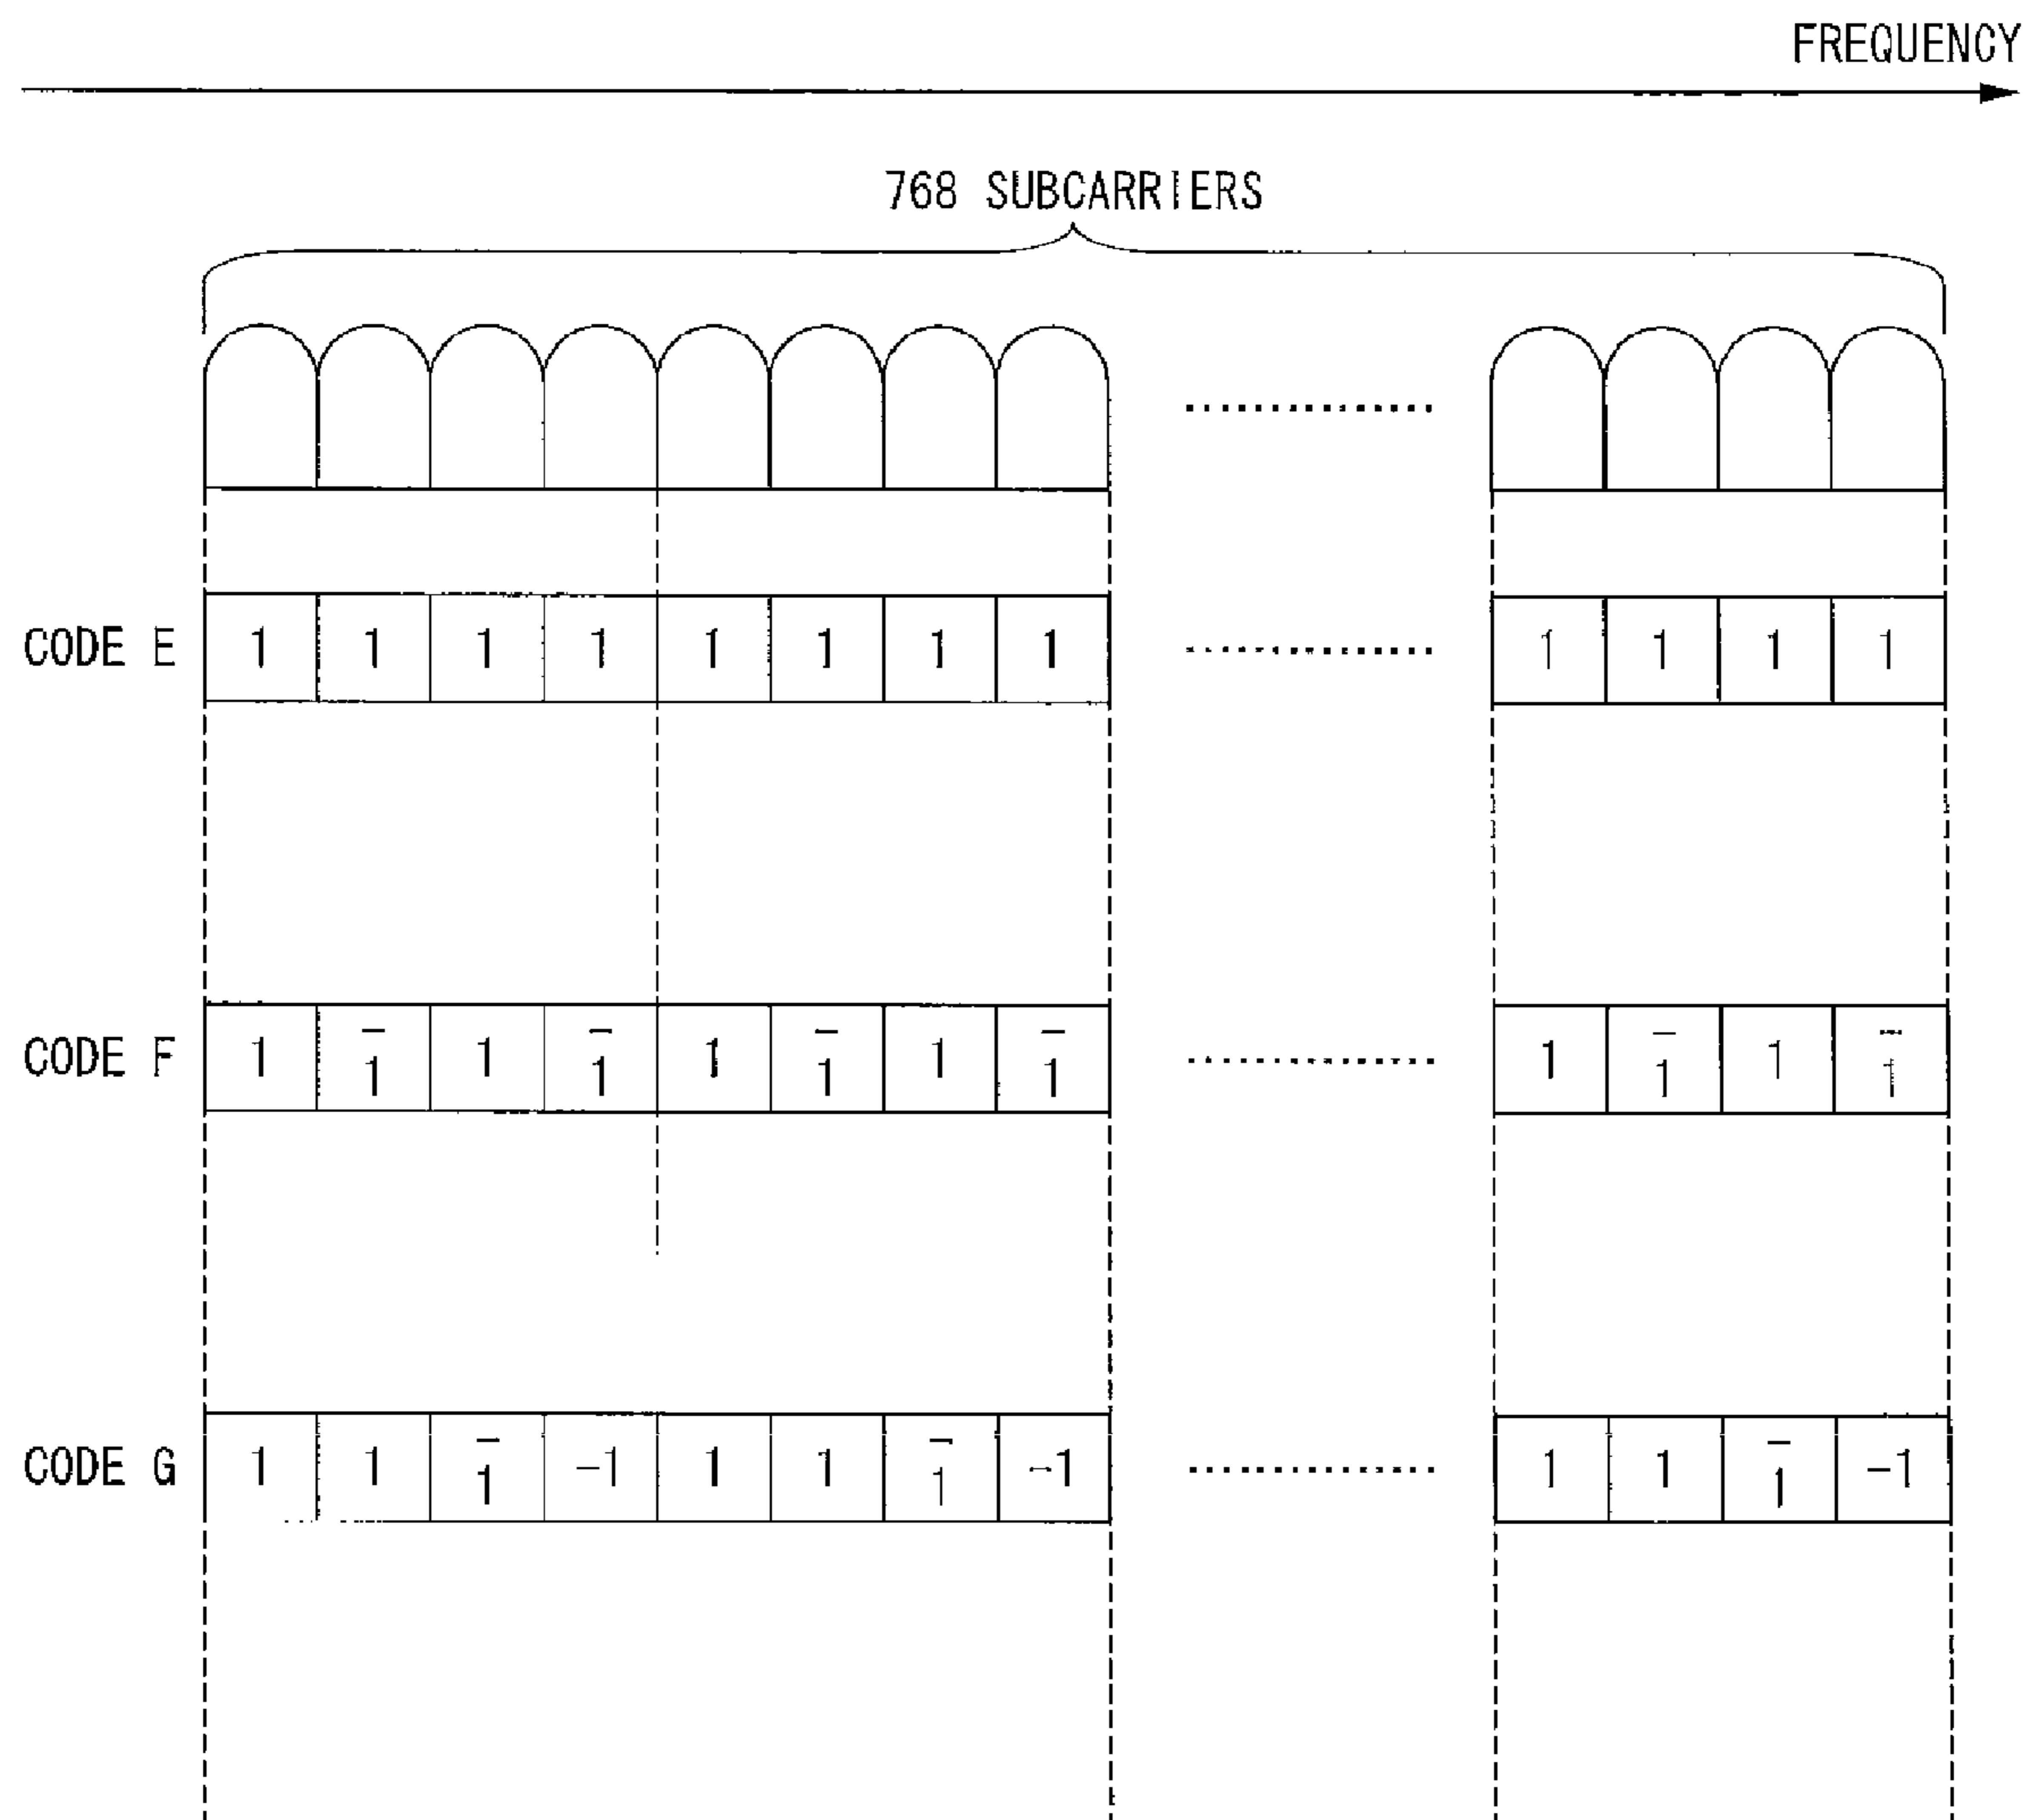 FREQUENCY
768 SUBCARRIERS
CODE E 1 1 1 1 1 1 1 1 1 1 1 1
CODE F 1 -1 1 -1 1 -1 1 -1 1 -1 1 -1
CODE G 1 1 -1 -1 1 1 -1 -1 1 1 -1 -1